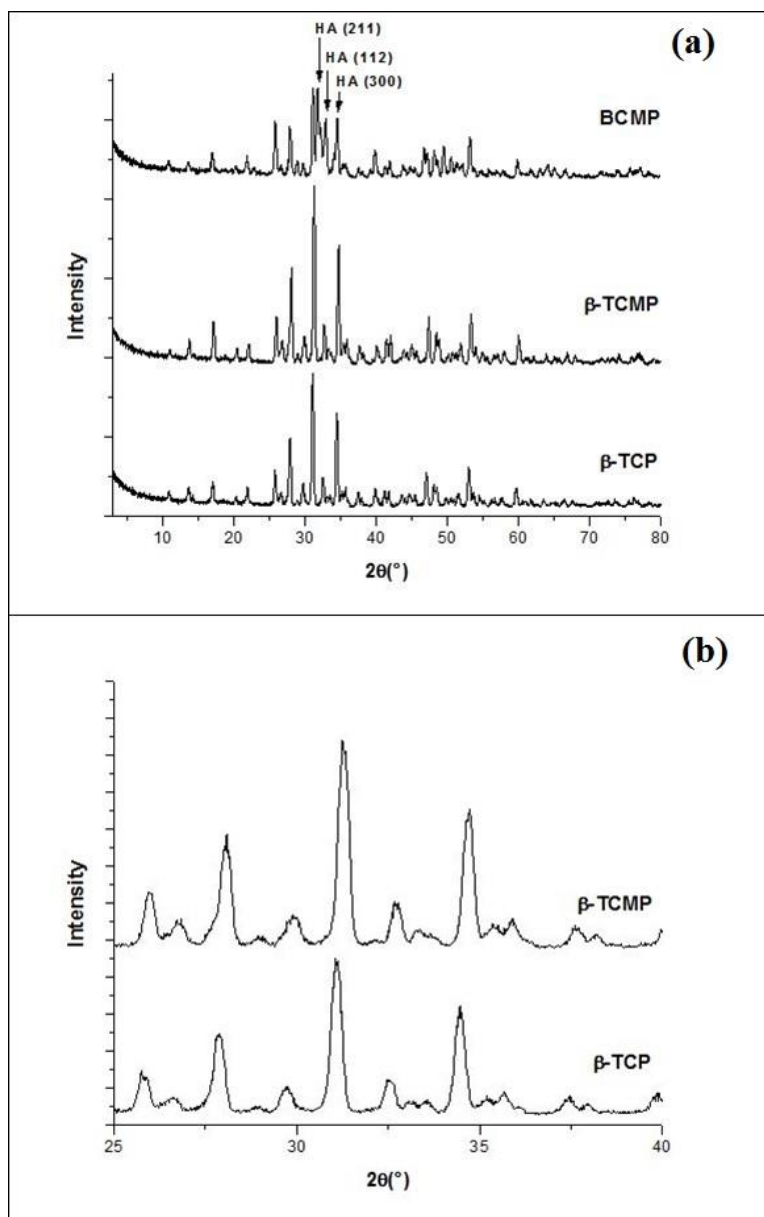 (a)
HA (211)
HA (112)
HA (300)
BCMP
β-TCMP
β-TCP
Intensity
10 20 30 40 50 60 70 80
2θ(°)
(b)
β-TCMP
β-TCP
Intensity
25 30 35 40
2θ(°)